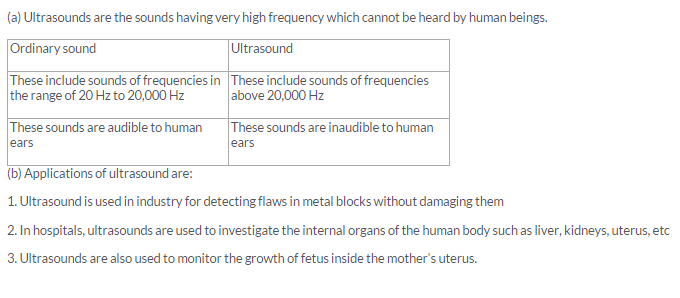 (a) Ultrasounds are the sounds having very high frequency which cannot be heard by human beings.
Ordinary sound
Ultrasound
These include sounds of frequencies in
the range of 20 Hz to 20,000 Hz
These include sounds of frequencies
above 20,000 Hz
These sounds are audible to human
ears
These sounds are inaudible to human
ears
(b) Applications of ultrasound are:
1. Ultrasound is used in industry for detecting flaws in metal blocks without damaging them
2. In hospitals, ultrasounds are used to investigate the internal organs of the human body such as liver, kidneys, uterus, etc
3. Ultrasounds are also used to monitor the growth of fetus inside the mother's uterus.